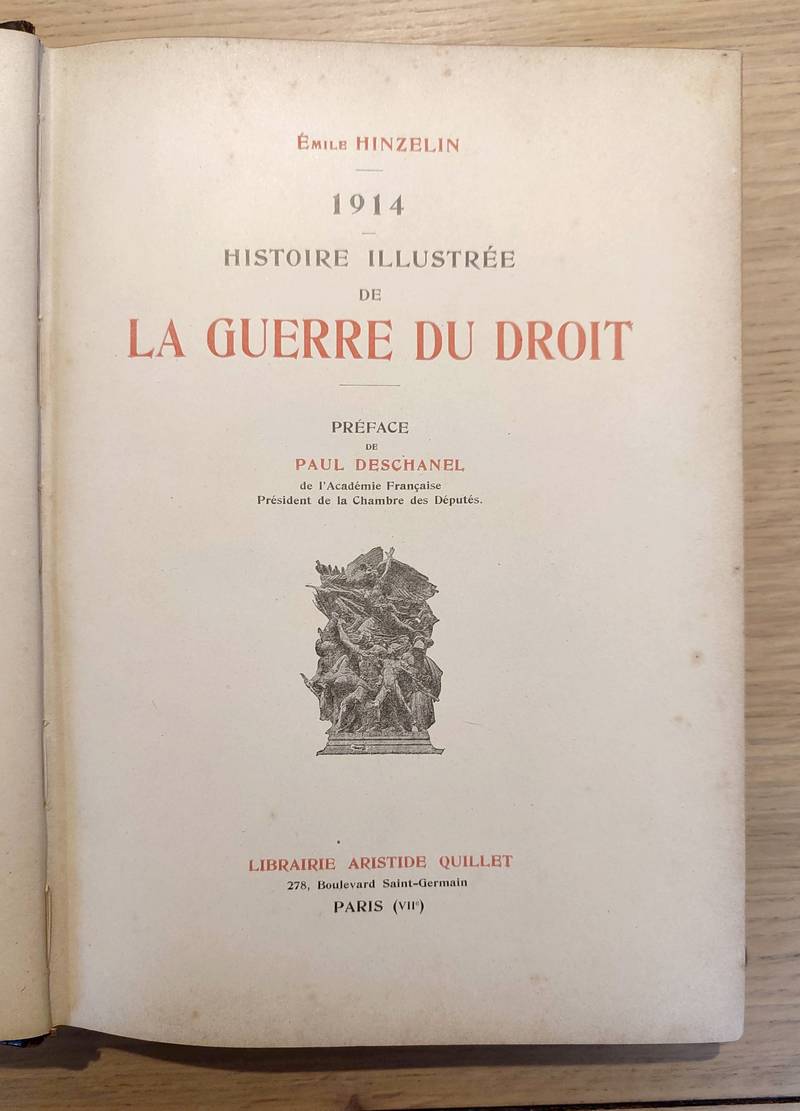 ÉMILE HINZELIN
1914
HISTOIRE ILLUSTRÉE
DE
LA GUERRE DU DROIT
PRÉFACE
DE
PAUL DESCHANEL
de l'Académie Française
Président de la Chambre des Députés.
LIBRAIRIE ARISTIDE QUILLET
278, Boulevard Saint-Germain
PARIS (VIIe)